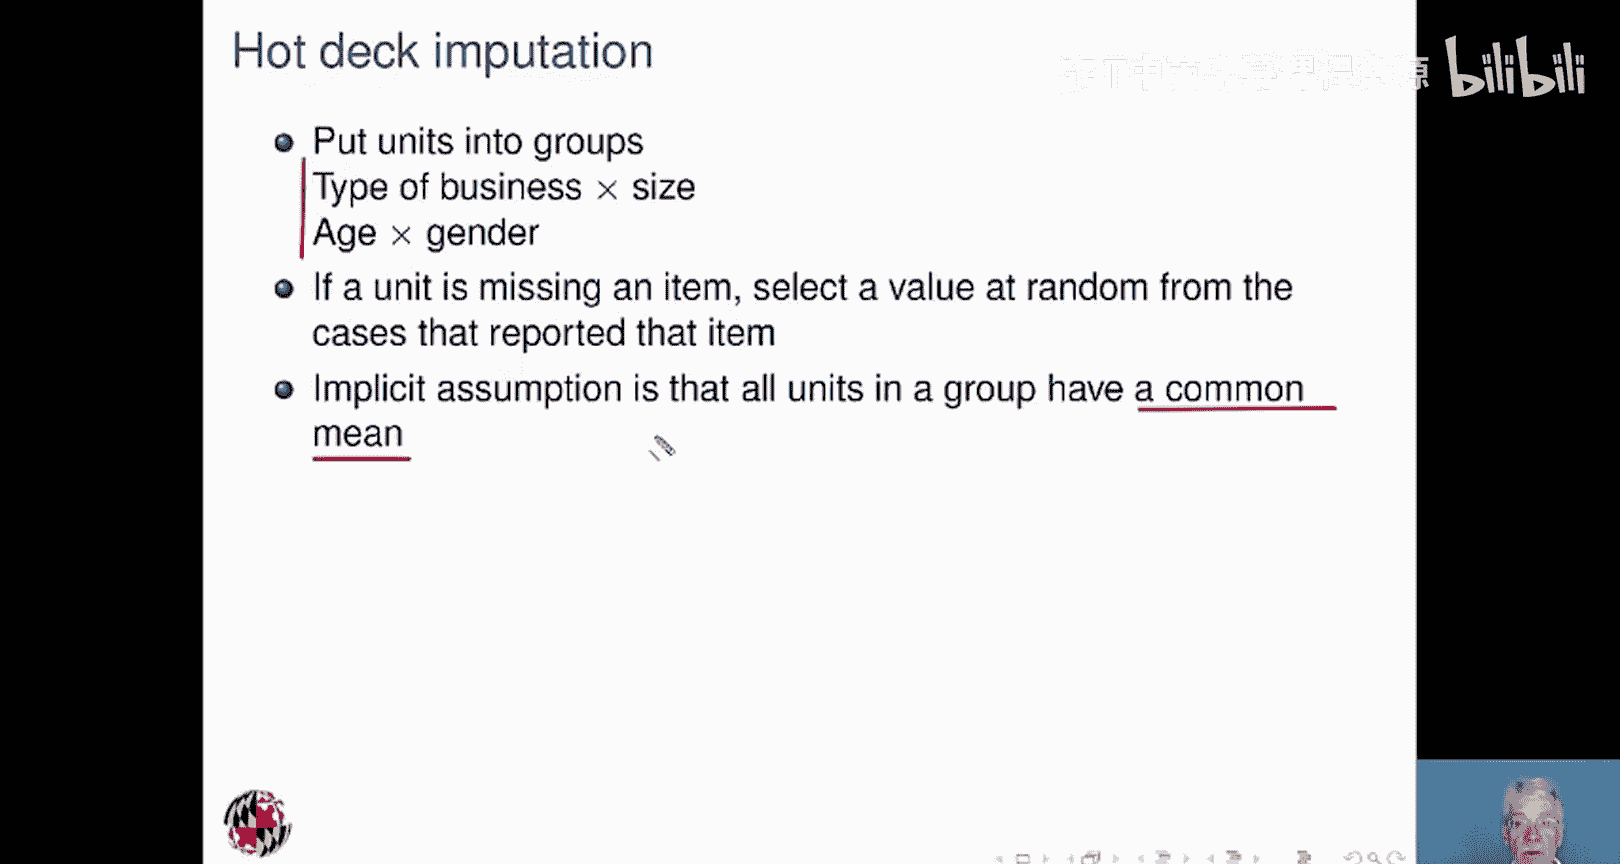 Hot deck imputation
bilibili
Put units into groups
Type of business × size
Age × gender
If a unit is missing an item, select a value at random from the
cases that reported that item
Implicit assumption is that all units in a group have a common
mean